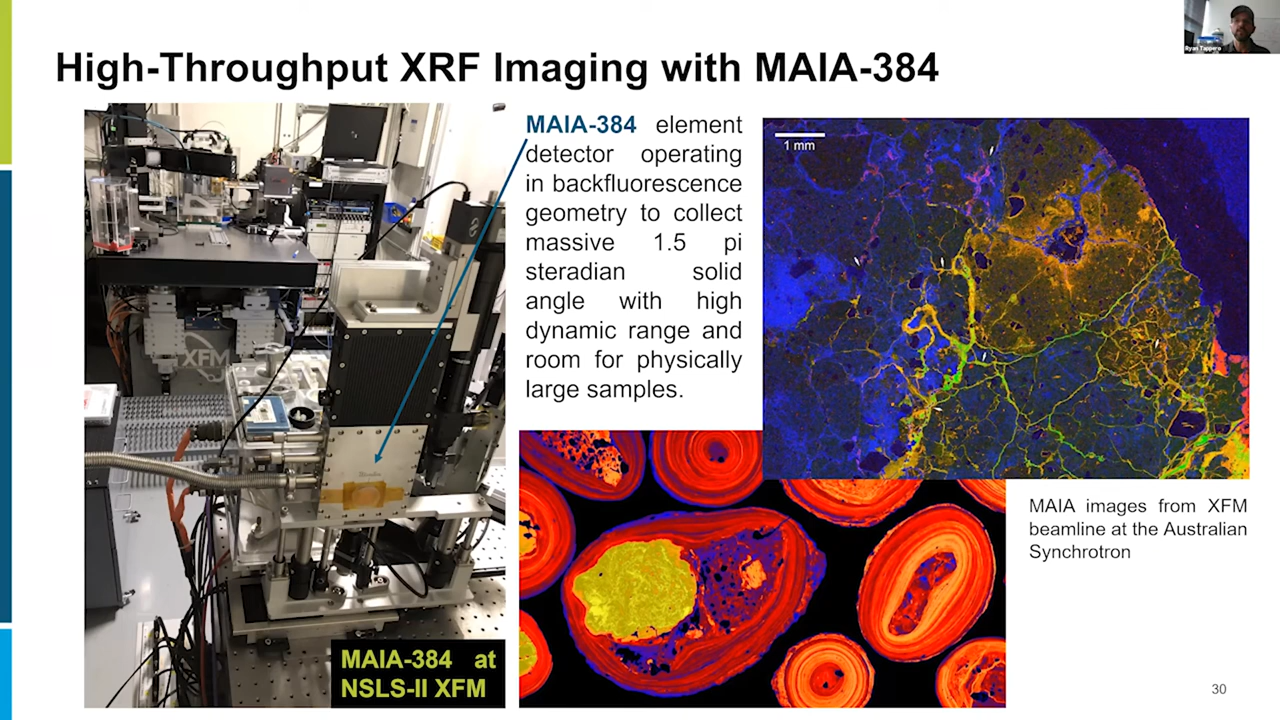 Ryan Tappero
High-Throughput XRF Imaging with MAIA-384
MAIA-384 element
detector operating
in backfluorescence
geometry to collect
massive 1.5 pi
steradian solid
angle with high
dynamic range and
room for physically
large samples.
1 mm
XFM
MAIA images from XFM
beamline at the Australian
Synchrotron
MAIA-384 at
NSLS-II XFM
30